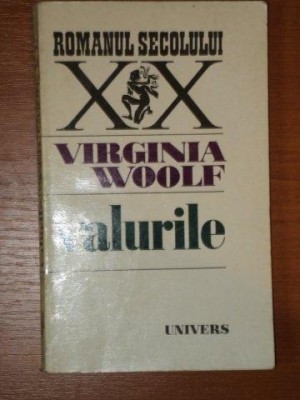 ROMANUL SECOLULUI
XX
VIRGINIA
WOOLF
valurile
UNIVERS